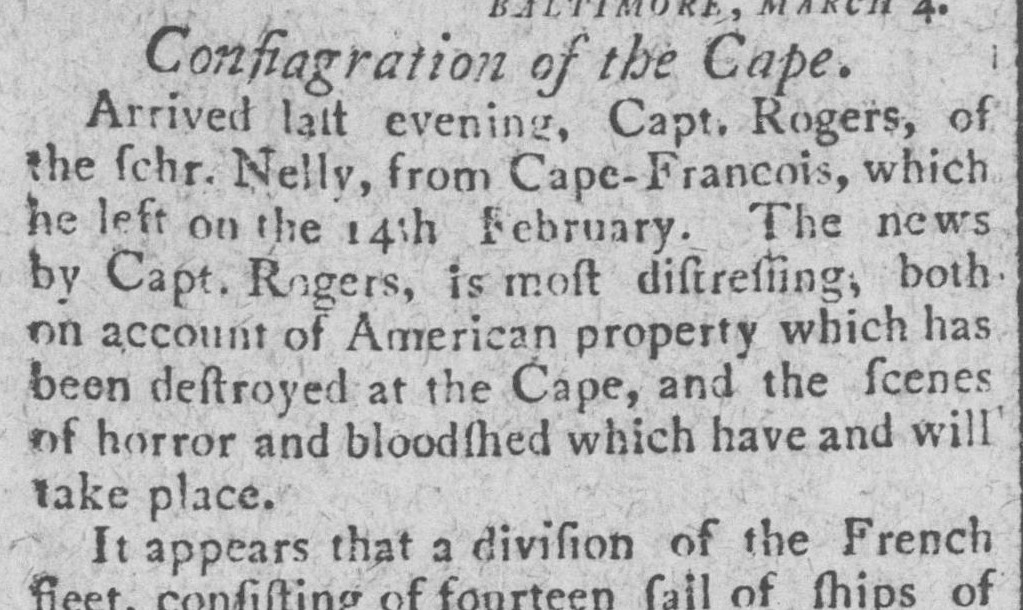 BALTIMORE, MARCH 4.
Conflagration of the Cape.
Arrived laſt evening, Capt. Rogers, of
the ſchr. Nelly, from Cape-Francois, which
he left on the 14th February. The news
by Capt. Rogers, is moſt diſtreſſing, both
on account of American property which has
been deſtroyed at the Cape, and the ſcenes
of horror and bloodſhed which have and will
take place.
It appears that a diviſion of the French
fleet, conſiſting of fourteen ſail of ſhips of